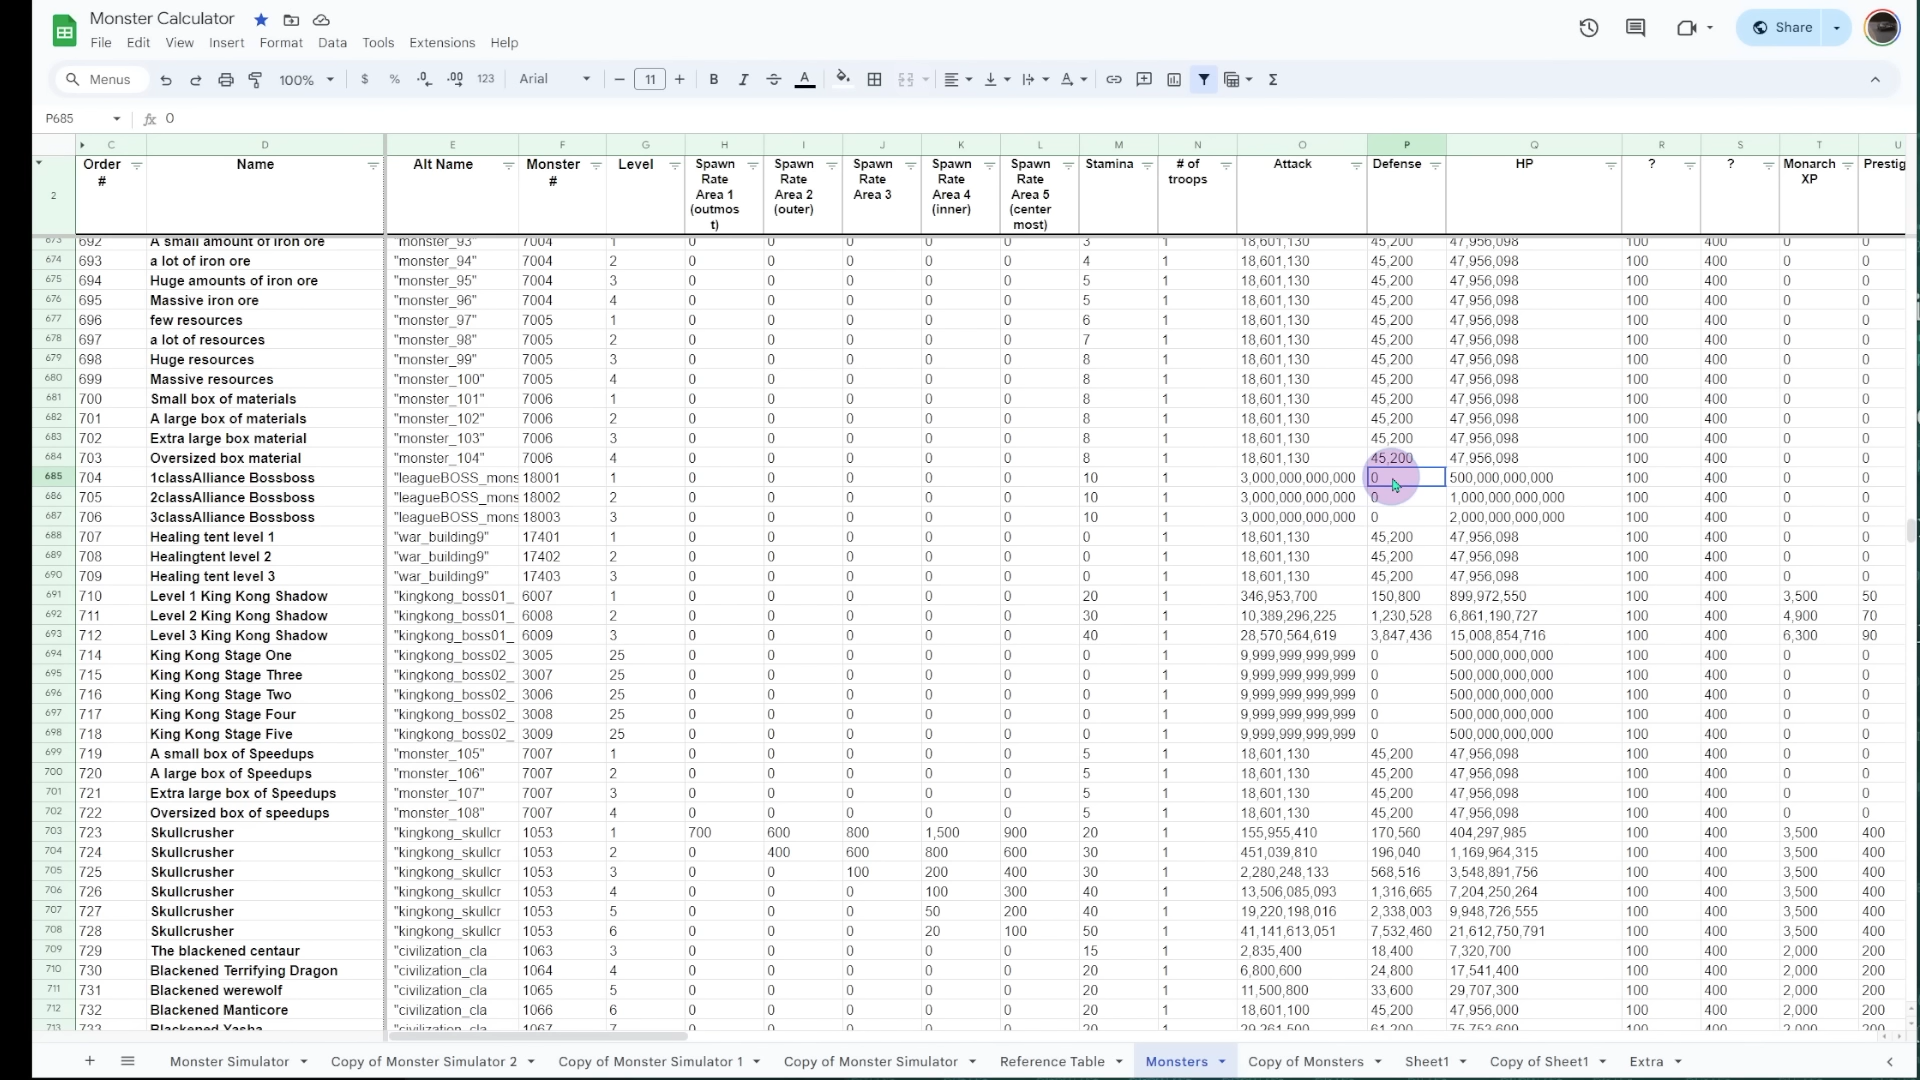 Monster Calculator
File Edit View Insert Format Data Tools Extensions Help
Share
Menus 100% $ % .0 .00 123 Arial 11 B I A Σ
P685 fx 0
C D E F G H I J K L M N O P Q R S T U
2 Order # Name Alt Name Monster # Level Spawn Rate Area 1 (outmost) Spawn Rate Area 2 (outer) Spawn Rate Area 3 Spawn Rate Area 4 (inner) Spawn Rate Area 5 (center most) Stamina # of troops Attack Defense HP ? ? Monarch XP Prestig
673 692 A small amount of iron ore "monster_93" 7004 1 0 0 0 0 0 3 1 18,601,130 45,200 47,956,098 100 400 0 0
674 693 a lot of iron ore "monster_94" 7004 2 0 0 0 0 0 4 1 18,601,130 45,200 47,956,098 100 400 0 0
675 694 Huge amounts of iron ore "monster_95" 7004 3 0 0 0 0 0 5 1 18,601,130 45,200 47,956,098 100 400 0 0
676 695 Massive iron ore "monster_96" 7004 4 0 0 0 0 0 5 1 18,601,130 45,200 47,956,098 100 400 0 0
677 696 few resources "monster_97" 7005 1 0 0 0 0 0 6 1 18,601,130 45,200 47,956,098 100 400 0 0
678 697 a lot of resources "monster_98" 7005 2 0 0 0 0 0 7 1 18,601,130 45,200 47,956,098 100 400 0 0
679 698 Huge resources "monster_99" 7005 3 0 0 0 0 0 8 1 18,601,130 45,200 47,956,098 100 400 0 0
680 699 Massive resources "monster_100" 7005 4 0 0 0 0 0 8 1 18,601,130 45,200 47,956,098 100 400 0 0
681 700 Small box of materials "monster_101" 7006 1 0 0 0 0 0 8 1 18,601,130 45,200 47,956,098 100 400 0 0
682 701 A large box of materials "monster_102" 7006 2 0 0 0 0 0 8 1 18,601,130 45,200 47,956,098 100 400 0 0
683 702 Extra large box material "monster_103" 7006 3 0 0 0 0 0 8 1 18,601,130 45,200 47,956,098 100 400 0 0
684 703 Oversized box material "monster_104" 7006 4 0 0 0 0 0 8 1 18,601,130 45,200 47,956,098 100 400 0 0
685 704 1classAlliance Bossboss "leagueBOSS_mons 18001 1 0 0 0 0 0 10 1 3,000,000,000,000 0 500,000,000,000 100 400 0 0
686 705 2classAlliance Bossboss "leagueBOSS_mons 18002 2 0 0 0 0 0 10 1 3,000,000,000,000 0 1,000,000,000,000 100 400 0 0
687 706 3classAlliance Bossboss "leagueBOSS_mons 18003 3 0 0 0 0 0 10 1 3,000,000,000,000 0 2,000,000,000,000 100 400 0 0
688 707 Healing tent level 1 "war_building9" 17401 1 0 0 0 0 0 0 1 18,601,130 45,200 47,956,098 100 400 0 0
689 708 Healingtent level 2 "war_building9" 17402 2 0 0 0 0 0 0 1 18,601,130 45,200 47,956,098 100 400 0 0
690 709 Healing tent level 3 "war_building9" 17403 3 0 0 0 0 0 0 1 18,601,130 45,200 47,956,098 100 400 0 0
691 710 Level 1 King Kong Shadow "kingkong_boss01_ 6007 1 0 0 0 0 0 20 1 346,953,700 150,800 899,972,550 100 400 3,500 50
692 711 Level 2 King Kong Shadow "kingkong_boss01_ 6008 2 0 0 0 0 0 30 1 10,389,296,225 1,230,528 6,861,190,727 100 400 4,900 70
693 712 Level 3 King Kong Shadow "kingkong_boss01_ 6009 3 0 0 0 0 0 40 1 28,570,564,619 3,847,436 15,008,854,716 100 400 6,300 90
694 714 King Kong Stage One "kingkong_boss02_ 3005 25 0 0 0 0 0 0 1 9,999,999,999,999 0 500,000,000,000 100 400 0 0
695 715 King Kong Stage Three "kingkong_boss02_ 3007 25 0 0 0 0 0 0 1 9,999,999,999,999 0 500,000,000,000 100 400 0 0
696 716 King Kong Stage Two "kingkong_boss02_ 3006 25 0 0 0 0 0 0 1 9,999,999,999,999 0 500,000,000,000 100 400 0 0
697 717 King Kong Stage Four "kingkong_boss02_ 3008 25 0 0 0 0 0 0 1 9,999,999,999,999 0 500,000,000,000 100 400 0 0
698 718 King Kong Stage Five "kingkong_boss02_ 3009 25 0 0 0 0 0 0 1 9,999,999,999,999 0 500,000,000,000 100 400 0 0
699 719 A small box of Speedups "monster_105" 7007 1 0 0 0 0 0 5 1 18,601,130 45,200 47,956,098 100 400 0 0
700 720 A large box of Speedups "monster_106" 7007 2 0 0 0 0 0 5 1 18,601,130 45,200 47,956,098 100 400 0 0
701 721 Extra large box of Speedups "monster_107" 7007 3 0 0 0 0 0 5 1 18,601,130 45,200 47,956,098 100 400 0 0
702 722 Oversized box of speedups "monster_108" 7007 4 0 0 0 0 0 5 1 18,601,130 45,200 47,956,098 100 400 0 0
703 723 Skullcrusher "kingkong_skullcr 1053 1 700 600 800 1,500 900 20 1 155,955,410 170,560 404,297,985 100 400 3,500 400
704 724 Skullcrusher "kingkong_skullcr 1053 2 0 400 600 800 600 30 1 451,039,810 196,040 1,169,964,315 100 400 3,500 400
705 725 Skullcrusher "kingkong_skullcr 1053 3 0 0 100 200 400 30 1 2,280,248,133 568,516 3,548,891,756 100 400 3,500 400
706 726 Skullcrusher "kingkong_skullcr 1053 4 0 0 0 100 300 40 1 13,506,085,093 1,316,665 7,204,250,264 100 400 3,500 400
707 727 Skullcrusher "kingkong_skullcr 1053 5 0 0 0 50 200 40 1 19,220,198,016 2,338,003 9,948,726,555 100 400 3,500 400
708 728 Skullcrusher "kingkong_skullcr 1053 6 0 0 0 20 100 50 1 41,141,613,051 7,532,460 21,612,750,791 100 400 3,500 400
709 729 The blackened centaur "civilization_cla 1063 3 0 0 0 0 0 15 1 2,835,400 18,400 7,320,700 100 400 2,000 200
710 730 Blackened Terrifying Dragon "civilization_cla 1064 4 0 0 0 0 0 20 1 6,800,600 24,800 17,541,400 100 400 2,000 200
711 731 Blackened werewolf "civilization_cla 1065 5 0 0 0 0 0 20 1 11,500,800 33,600 29,707,300 100 400 2,000 200
712 732 Blackened Manticore "civilization_cla 1066 6 0 0 0 0 0 20 1 18,601,100 45,200 47,956,000 100 400 2,000 200
713 733 Blackened Yasha "civilization_cla 1067 7 0 0 0 0 0 20 1 29,261,500 61,200 75,753,600 100 400 2,000 200
Monster Simulator Copy of Monster Simulator 2 Copy of Monster Simulator 1 Copy of Monster Simulator Reference Table Monsters Copy of Monsters Sheet1 Copy of Sheet1 Extra